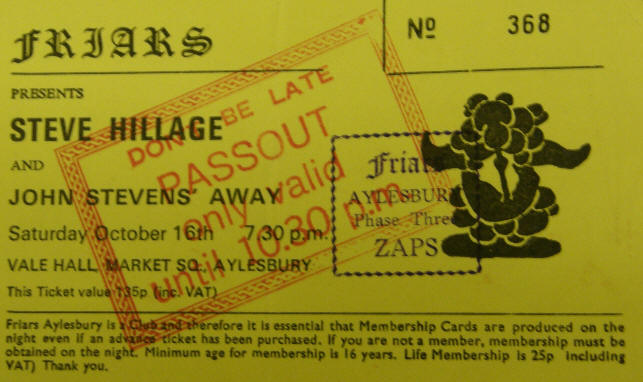 FRIARS
Nº 368
PRESENTS
STEVE HILLAGE
AND
JOHN STEVENS' AWAY
Saturday October 16th 7.30 p.m.
VALE HALL, MARKET SQ., AYLESBURY
This Ticket value 135p (inc. VAT)
DON'T BE LATE
PASSOUT
only valid
until 10.30 p.m.
Friars
AYLESBURY
Phase Three
ZAPS
Friars Aylesbury is a Club and therefore it is essential that Membership Cards are produced on the
night even if an advance ticket has been purchased. If you are not a member, membership must be
obtained on the night. Minimum age for membership is 16 years. Life Membership is 25p including
VAT) Thank you.